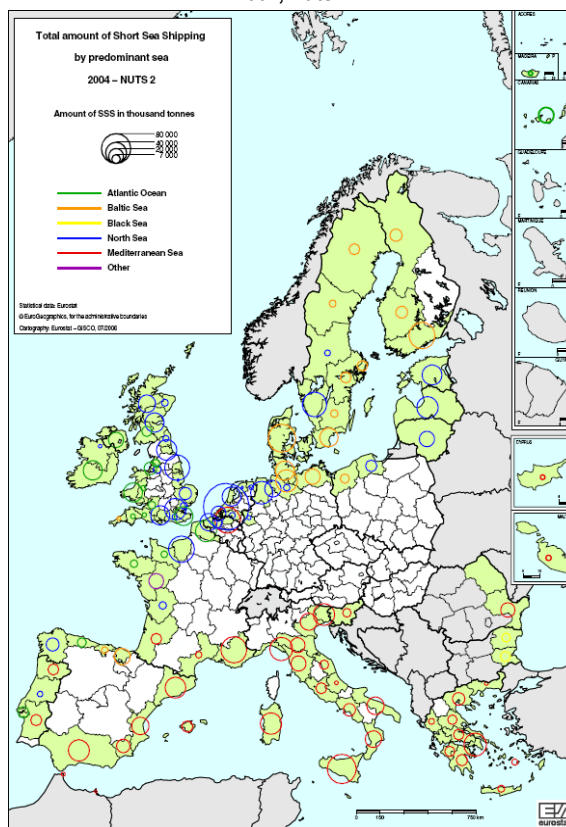 Total amount of Short Sea Shipping
by predominant sea
2004 – NUTS 2
Amount of SSS in thousand tonnes
80 000
40 000
20 000
7 000
Atlantic Ocean
Baltic Sea
Black Sea
North Sea
Mediterranean Sea
Other
Statistical data: Eurostat
© EuroGeographics, for the administrative boundaries
Cartography: Eurostat – GISCO, 07/2006
MADEIRA
CANARIAS
GUADELOUPE
MARTINIQUE
REUNION
CYPRUS
0
750 km
eurostat